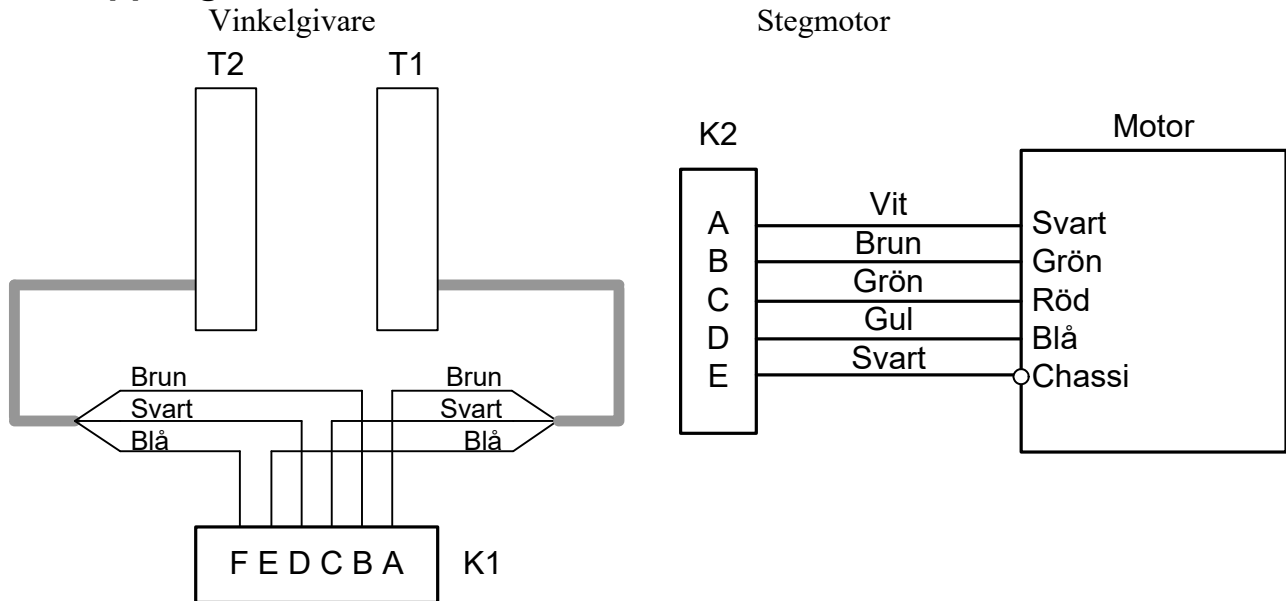 Vinkelgivare
T2
T1
Brun
Svart
Blå
Brun
Svart
Blå
F E D C B A
K1
Stegmotor
K2
Motor
A
B
C
D
E
Vit
Brun
Grön
Gul
Svart
Svart
Grön
Röd
Blå
Chassi